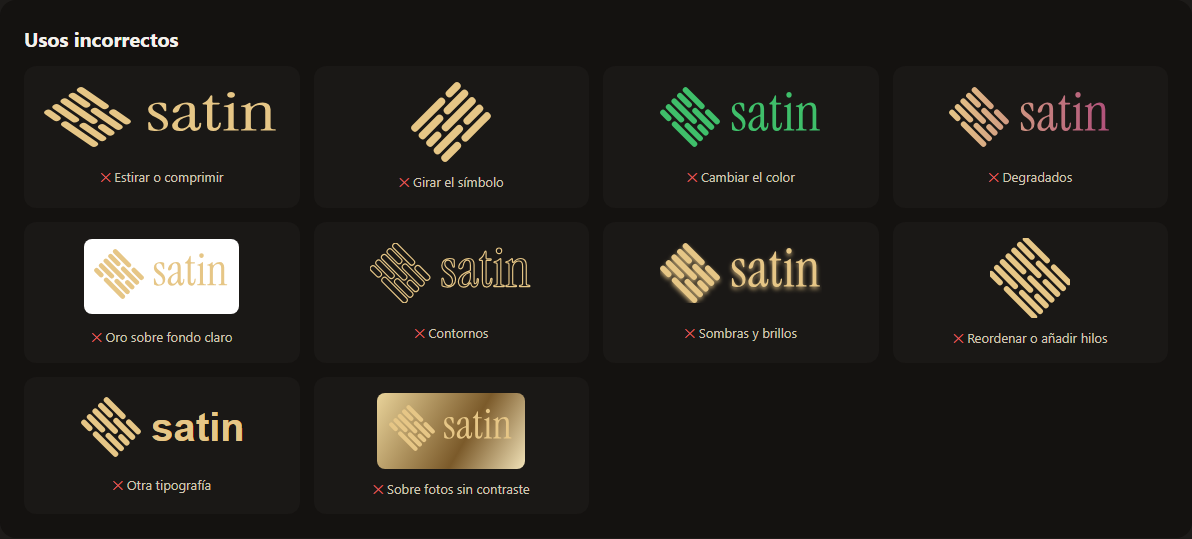 Usos incorrectos
satin
✕ Estirar o comprimir
✕ Girar el símbolo
satin
✕ Cambiar el color
satin
✕ Degradados
satin
✕ Oro sobre fondo claro
satin
✕ Contornos
satin
✕ Sombras y brillos
✕ Reordenar o añadir hilos
satin
✕ Otra tipografía
satin
✕ Sobre fotos sin contraste